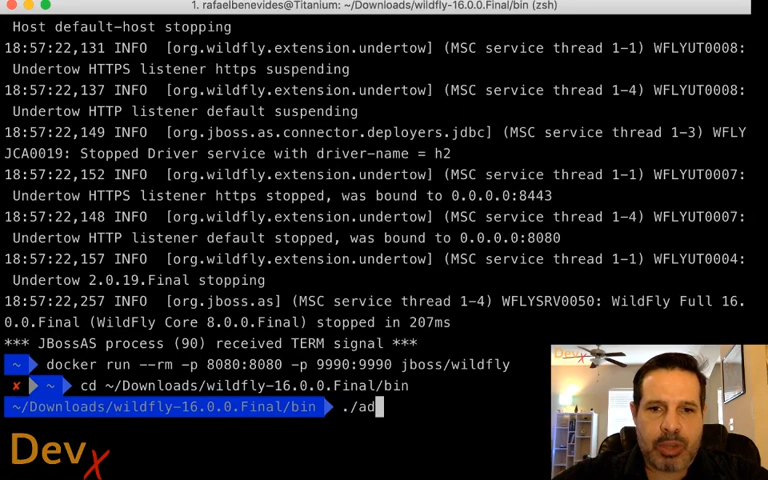 1. rafaelbenevides@Titanium: ~/Downloads/wildfly-16.0.0.Final/bin (zsh)
Host default-host stopping
18:57:22,131 INFO [org.wildfly.extension.undertow] (MSC service thread 1-1) WFLYUT0008:
Undertow HTTPS listener https suspending
18:57:22,137 INFO [org.wildfly.extension.undertow] (MSC service thread 1-4) WFLYUT0008:
Undertow HTTP listener default suspending
18:57:22,149 INFO [org.jboss.as.connector.deployers.jdbc] (MSC service thread 1-3) WFLY
JCA0019: Stopped Driver service with driver-name = h2
18:57:22,152 INFO [org.wildfly.extension.undertow] (MSC service thread 1-1) WFLYUT0007:
Undertow HTTPS listener https stopped, was bound to 0.0.0.0:8443
18:57:22,148 INFO [org.wildfly.extension.undertow] (MSC service thread 1-4) WFLYUT0007:
Undertow HTTP listener default stopped, was bound to 0.0.0.0:8080
18:57:22,157 INFO [org.wildfly.extension.undertow] (MSC service thread 1-1) WFLYUT0004:
Undertow 2.0.19.Final stopping
18:57:22,257 INFO [org.jboss.as] (MSC service thread 1-4) WFLYSRV0050: WildFly Full 16.
0.0.Final (WildFly Core 8.0.0.Final) stopped in 207ms
*** JBossAS process (90) received TERM signal ***
~ docker run --rm -p 8080:8080 -p 9990:9990 jboss/wildfly
✘ ~ cd ~/Downloads/wildfly-16.0.0.Final/bin
~/Downloads/wildfly-16.0.0.Final/bin ./ad
Devx